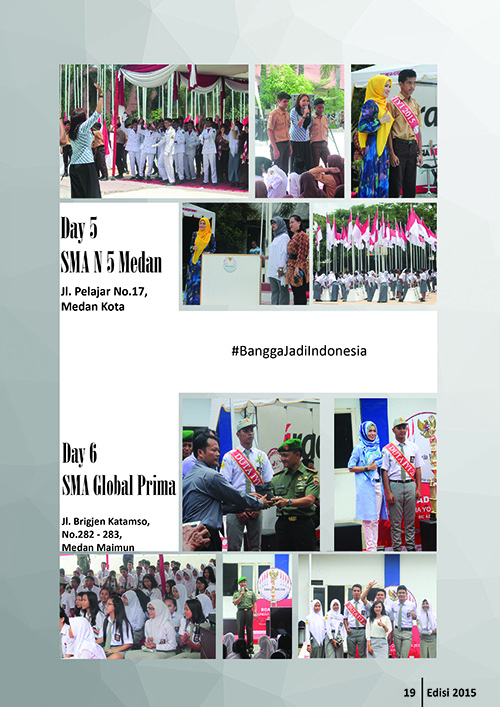 Day 5
SMA N 5 Medan
Jl. Pelajar No.17,
Medan Kota
#BanggaJadiIndonesia
Day 6
SMA Global Prima
Jl. Brigjen Katamso,
No.282 - 283,
Medan Maimun
19 Edisi 2015